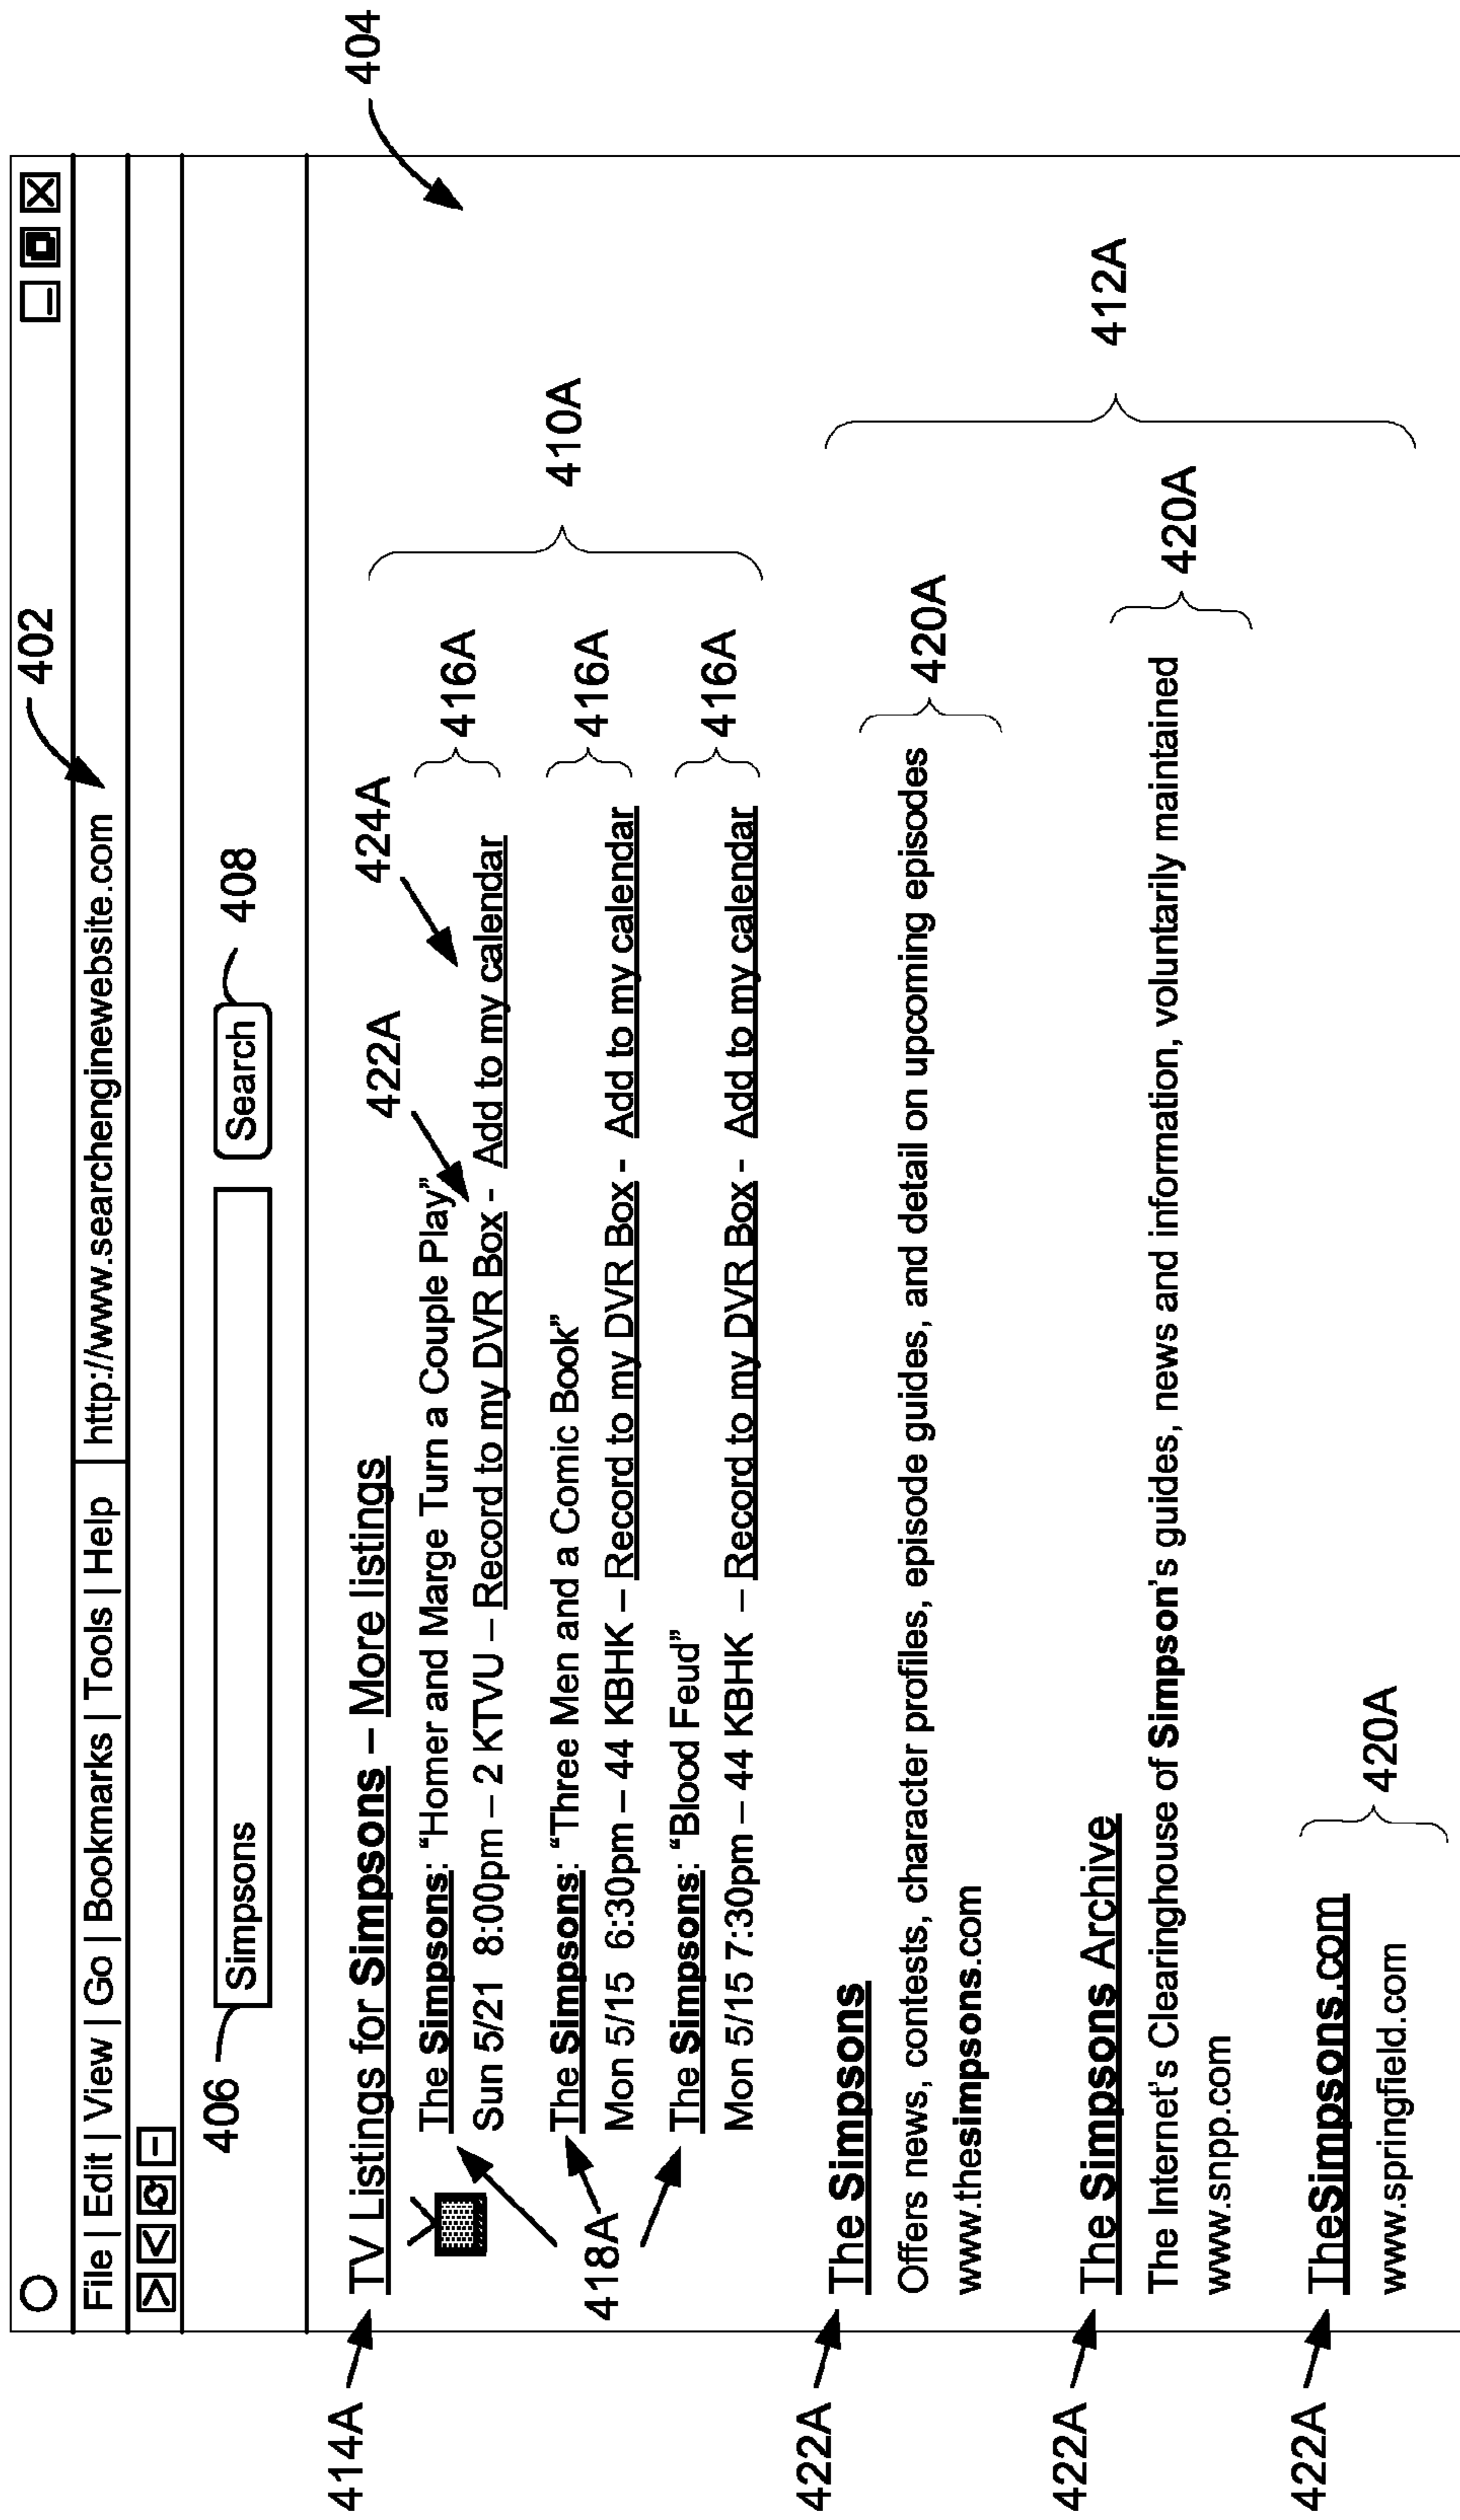 402
404
File | Edit | View | Go | Bookmarks | Tools | Help | http://www.searchenginewebsite.com
406
Simpsons
Search
408
414A
TV Listings for Simpsons – More listings
422A
424A
The Simpsons: “Homer and Marge Turn a Couple Play”
Sun 5/21 8:00pm – 2 KTVU – Record to my DVR Box - Add to my calendar
416A
The Simpsons: “Three Men and a Comic Book”
Mon 5/15 6:30pm – 44 KBHK – Record to my DVR Box - Add to my calendar
416A
410A
418A
The Simpsons: “Blood Feud”
Mon 5/15 7:30pm – 44 KBHK – Record to my DVR Box - Add to my calendar
416A
422A
The Simpsons
Offers news, contests, character profiles, episode guides, and detail on upcoming episodes
www.thesimpsons.com
420A
412A
422A
The Simpsons Archive
The Internet's Clearinghouse of Simpson's guides, news and information, voluntarily maintained
www.snpp.com
420A
422A
TheSimpsons.com
www.springfield.com
420A